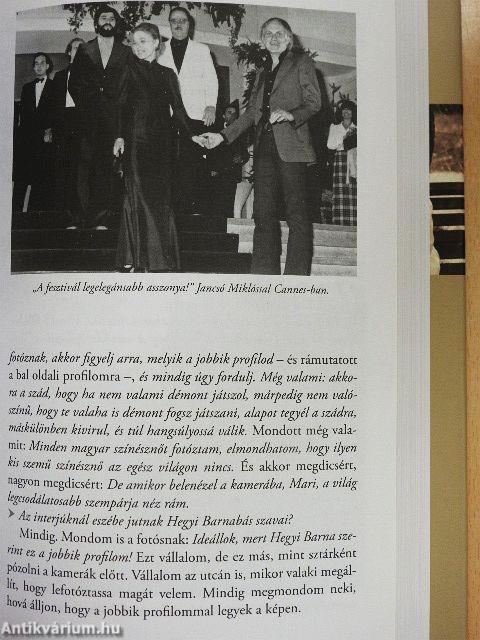 „A fesztivál legelegánsabb asszonya!” Jancsó Miklóssal Cannes-ban.
fotóznak, akkor figyelj arra, melyik a jobbik profilod – és rámutatott
a bal oldali profilomra –, és mindig úgy fordulj. Még valami: akko-
ra a szád, hogy ha nem valami démont játszol, márpedig nem való-
színű, hogy te valaha is démont fogsz játszani, alapot tegyél a szádra,
máskülönben kivirul, és túl hangsúlyossá válik. Mondott még vala-
mit: Minden magyar színésznőt fotóztam, elmondhatom, hogy ilyen
kis szemű színésznő az egész világon nincs. És akkor megdicsért,
nagyon megdicsért: De amikor belenézel a kamerába, Mari, a világ
legcsodálatosabb szempárja néz rám.
➤ Az interjúknál eszébe jutnak Hegyi Barnabás szavai?
Mindig. Mondom is a fotósnak: Ideállok, mert Hegyi Barna sze-
rint ez a jobbik profilom! Ezt vállalom, de ez más, mint sztárként
pózolni a kamerák előtt. Vállalom az utcán is, mikor valaki megál-
lít, hogy lefotóztassa magát velem. Mindig megmondom neki,
hová álljon, hogy a jobbik profilommal legyek a képen.
Antikvárium.hu